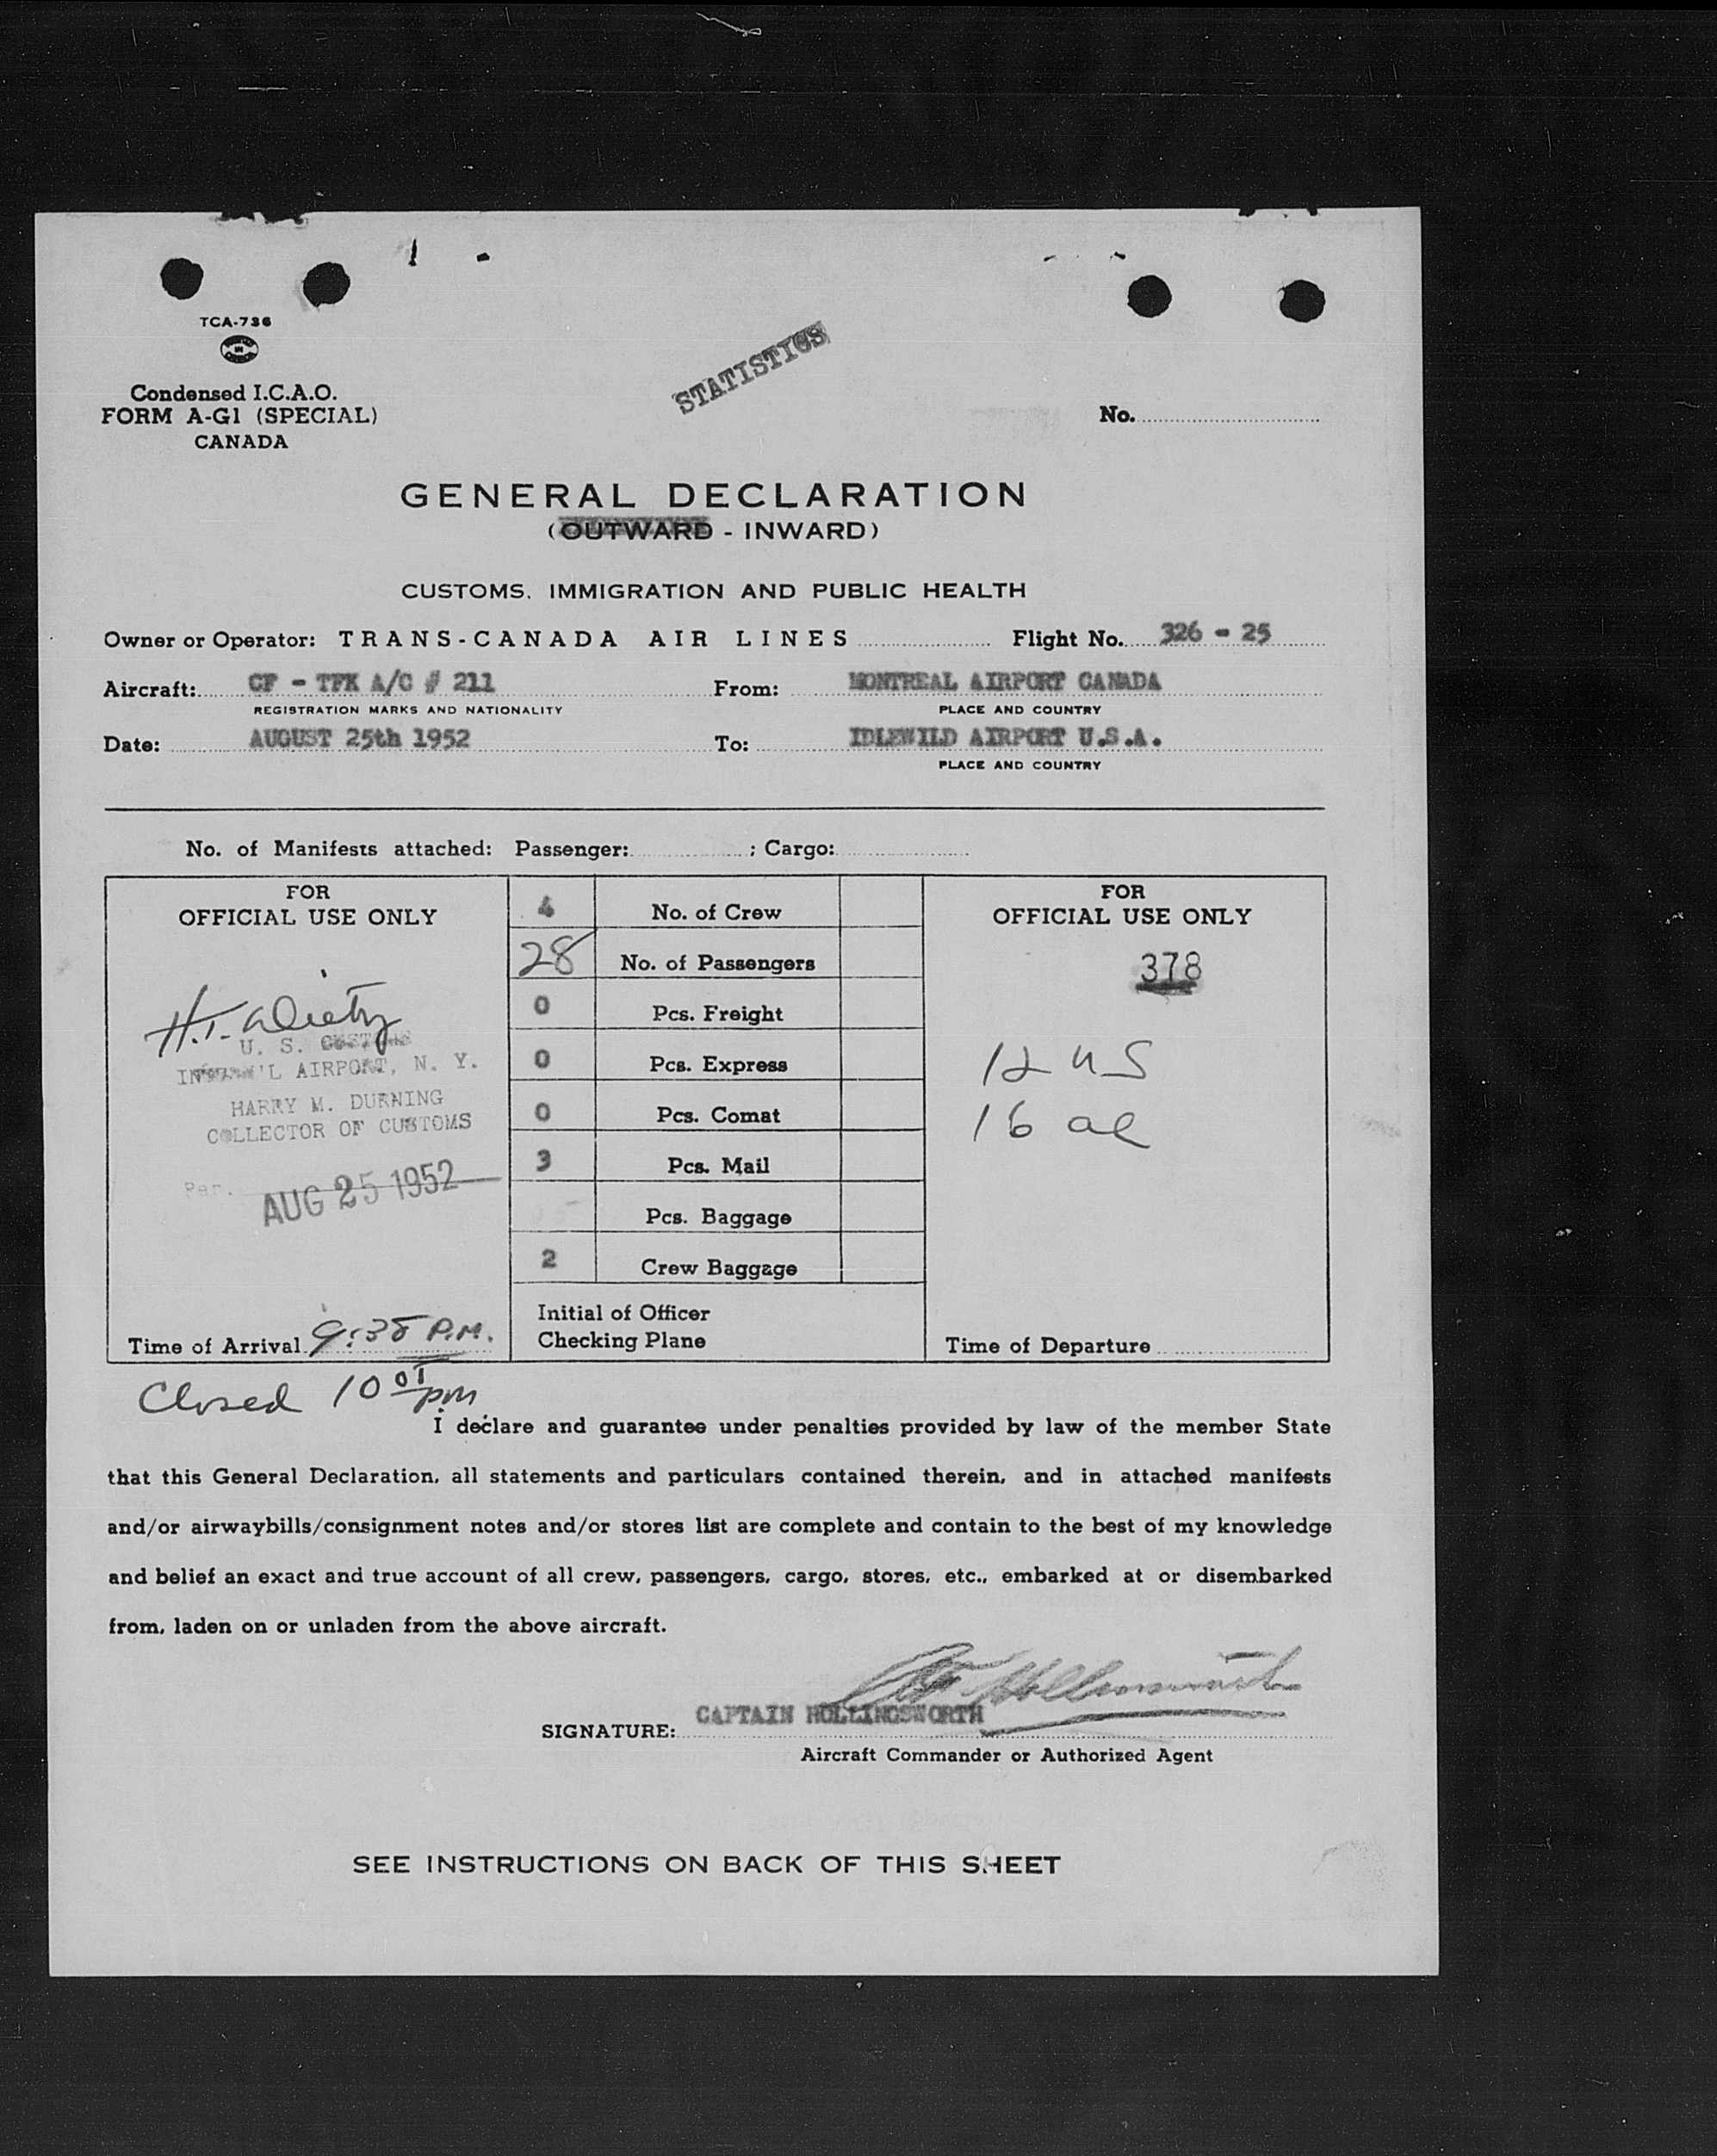 TCA-736
Condensed I.C.A.O.
FORM A-G1 (SPECIAL)
CANADA
STATISTICS
No.
GENERAL DECLARATION
(OUTWARD - INWARD)
CUSTOMS, IMMIGRATION AND PUBLIC HEALTH
Owner or Operator: TRANS-CANADA AIR LINES Flight No. 326 - 25
Aircraft: CF - TFK A/C # 211 From: MONTREAL AIRPORT CANADA
REGISTRATION MARKS AND NATIONALITY PLACE AND COUNTRY
Date: AUGUST 25th 1952 To: IDLEWILD AIRPORT U.S.A.
PLACE AND COUNTRY
No. of Manifests attached: Passenger: ; Cargo:
FOR
OFFICIAL USE ONLY
H.T.
U. S. CUSTOMS
INTERN'L AIRPORT, N. Y.
HARRY M. DURNING
COLLECTOR OF CUSTOMS
Per.
AUG 25 1952
Time of Arrival 9:38 P.M.
4 No. of Crew
28 No. of Passengers
0 Pcs. Freight
0 Pcs. Express
0 Pcs. Comat
3 Pcs. Mail
Pcs. Baggage
2 Crew Baggage
Initial of Officer
Checking Plane
FOR
OFFICIAL USE ONLY
378
12 US
16 al
Time of Departure
Closed 10 01 pm
I declare and guarantee under penalties provided by law of the member State
that this General Declaration, all statements and particulars contained therein, and in attached manifests
and/or airwaybills/consignment notes and/or stores list are complete and contain to the best of my knowledge
and belief an exact and true account of all crew, passengers, cargo, stores, etc., embarked at or disembarked
from, laden on or unladen from the above aircraft.
SIGNATURE: CAPTAIN HOLLINGSWORTH
Aircraft Commander or Authorized Agent
SEE INSTRUCTIONS ON BACK OF THIS SHEET